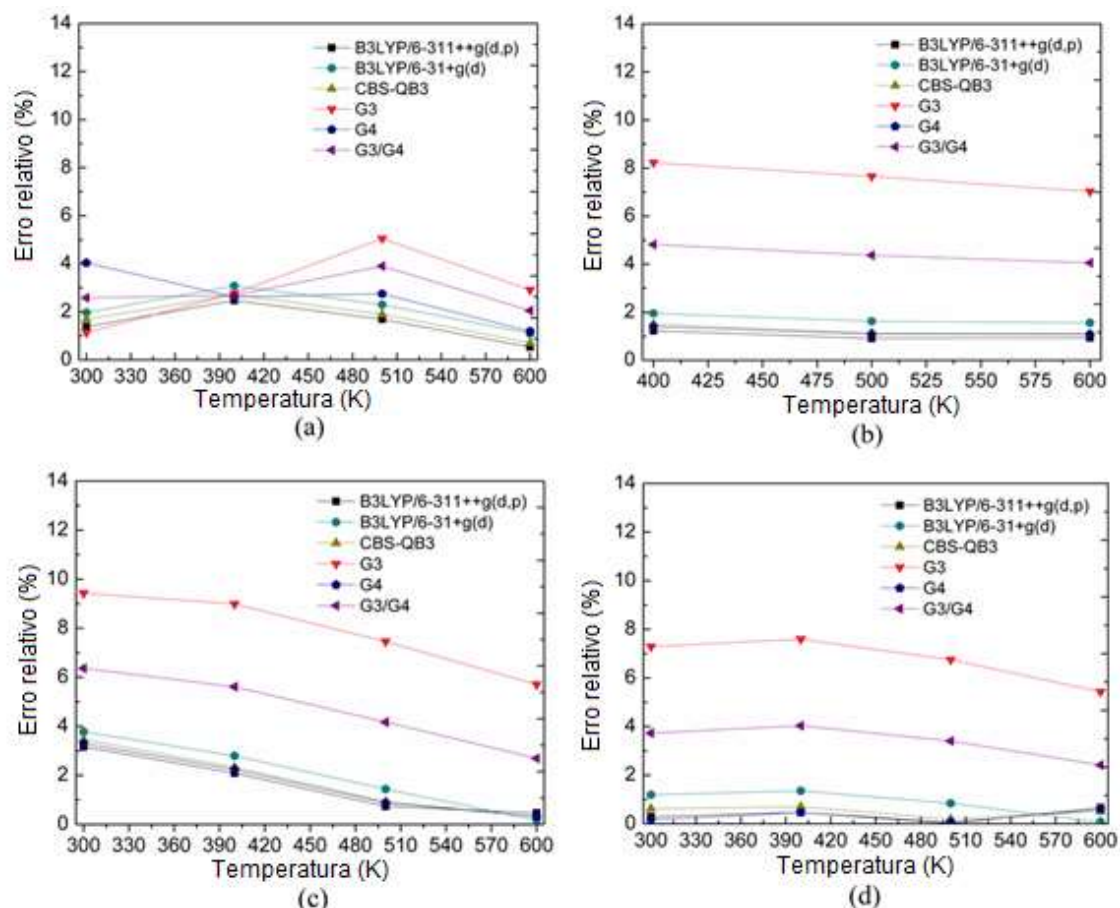 14
12
10
8
6
4
2
0
Erro relativo (%)
B3LYP/6-311++g(d,p)
B3LYP/6-31+g(d)
CBS-QB3
G3
G4
G3/G4
300 330 360 390 420 450 480 510 540 570 600
Temperatura (K)
(a)
14
12
10
8
6
4
2
0
Erro relativo (%)
B3LYP/6-311++g(d,p)
B3LYP/6-31+g(d)
CBS-QB3
G3
G4
G3/G4
400 425 450 475 500 525 550 575 600
Temperatura (K)
(b)
14
12
10
8
6
4
2
0
Erro relativo (%)
B3LYP/6-311++g(d,p)
B3LYP/6-31+g(d)
CBS-QB3
G3
G4
G3/G4
300 330 360 390 420 450 480 510 540 570 600
Temperatura (K)
(c)
14
12
10
8
6
4
2
0
Erro relativo (%)
B3LYP/6-311++g(d,p)
B3LYP/6-31+g(d)
CBS-QB3
G3
G4
G3/G4
300 330 360 390 420 450 480 510 540 570 600
Temperatura (K)
(d)